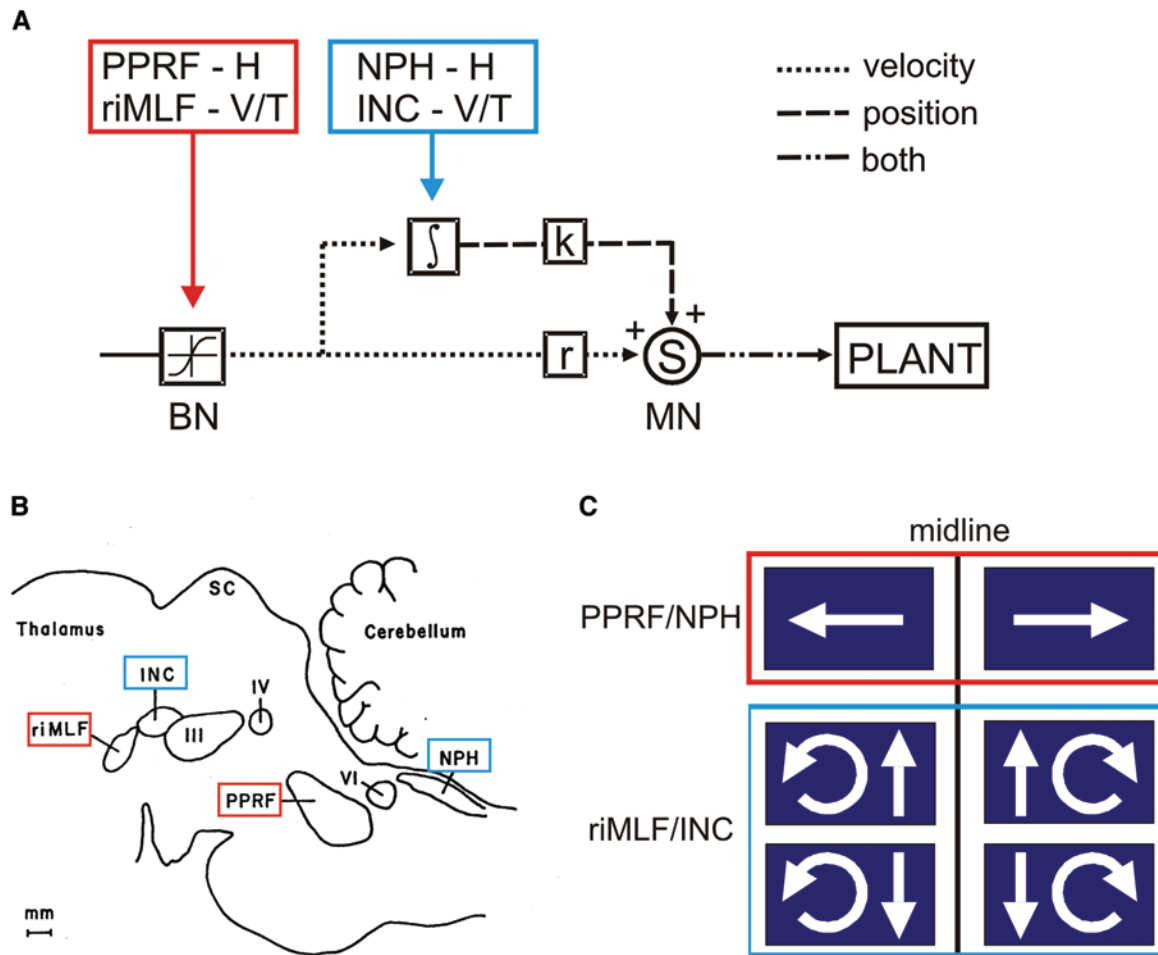 A
PPRF - H
riMLF - V/T
NPH - H
INC - V/T
velocity
position
both
∫
k
+
+
r
S
PLANT
BN
MN
B
SC
Thalamus
Cerebellum
INC
IV
riMLF
III
NPH
VI
PPRF
mm
C
midline
PPRF/NPH
riMLF/INC